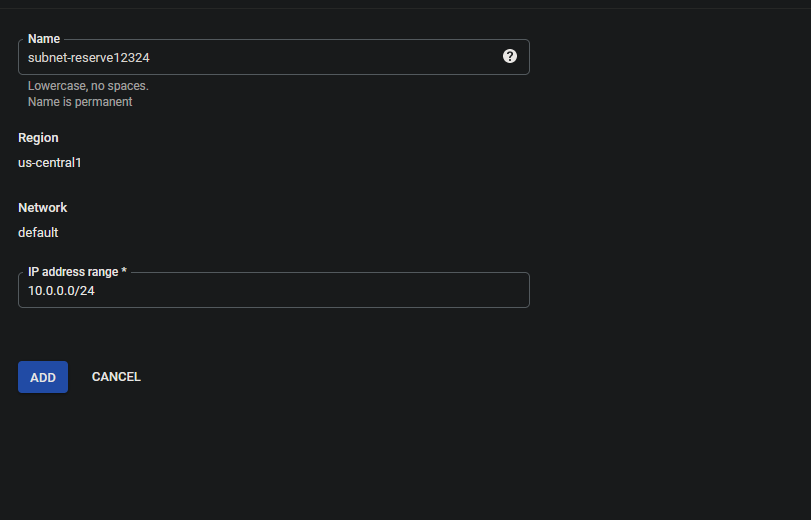 Name
subnet-reserve12324
?
Lowercase, no spaces.
Name is permanent
Region
us-central1
Network
default
IP address range *
10.0.0.0/24
ADD
CANCEL